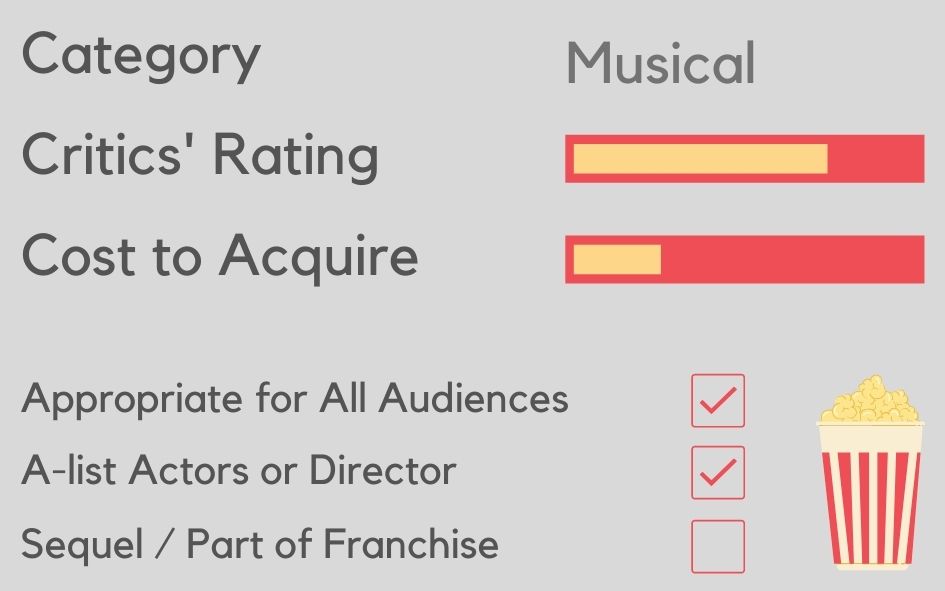 Category
Musical
Critics' Rating
Cost to Acquire
Appropriate for All Audiences
A-list Actors or Director
Sequel / Part of Franchise